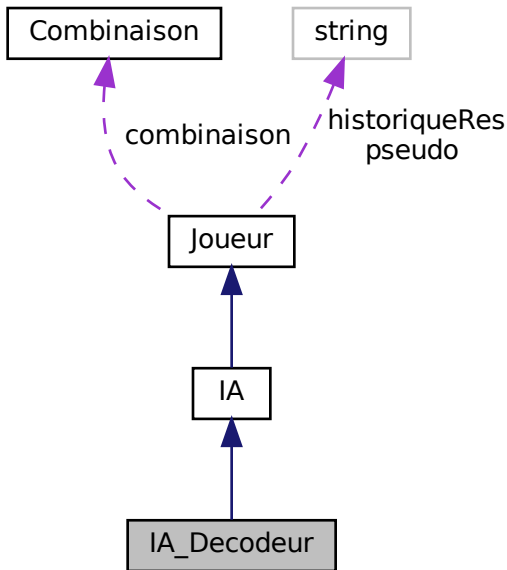 Combinaison
string
combinaison
historiqueRes
pseudo
Joueur
IA
IA_Decodeur